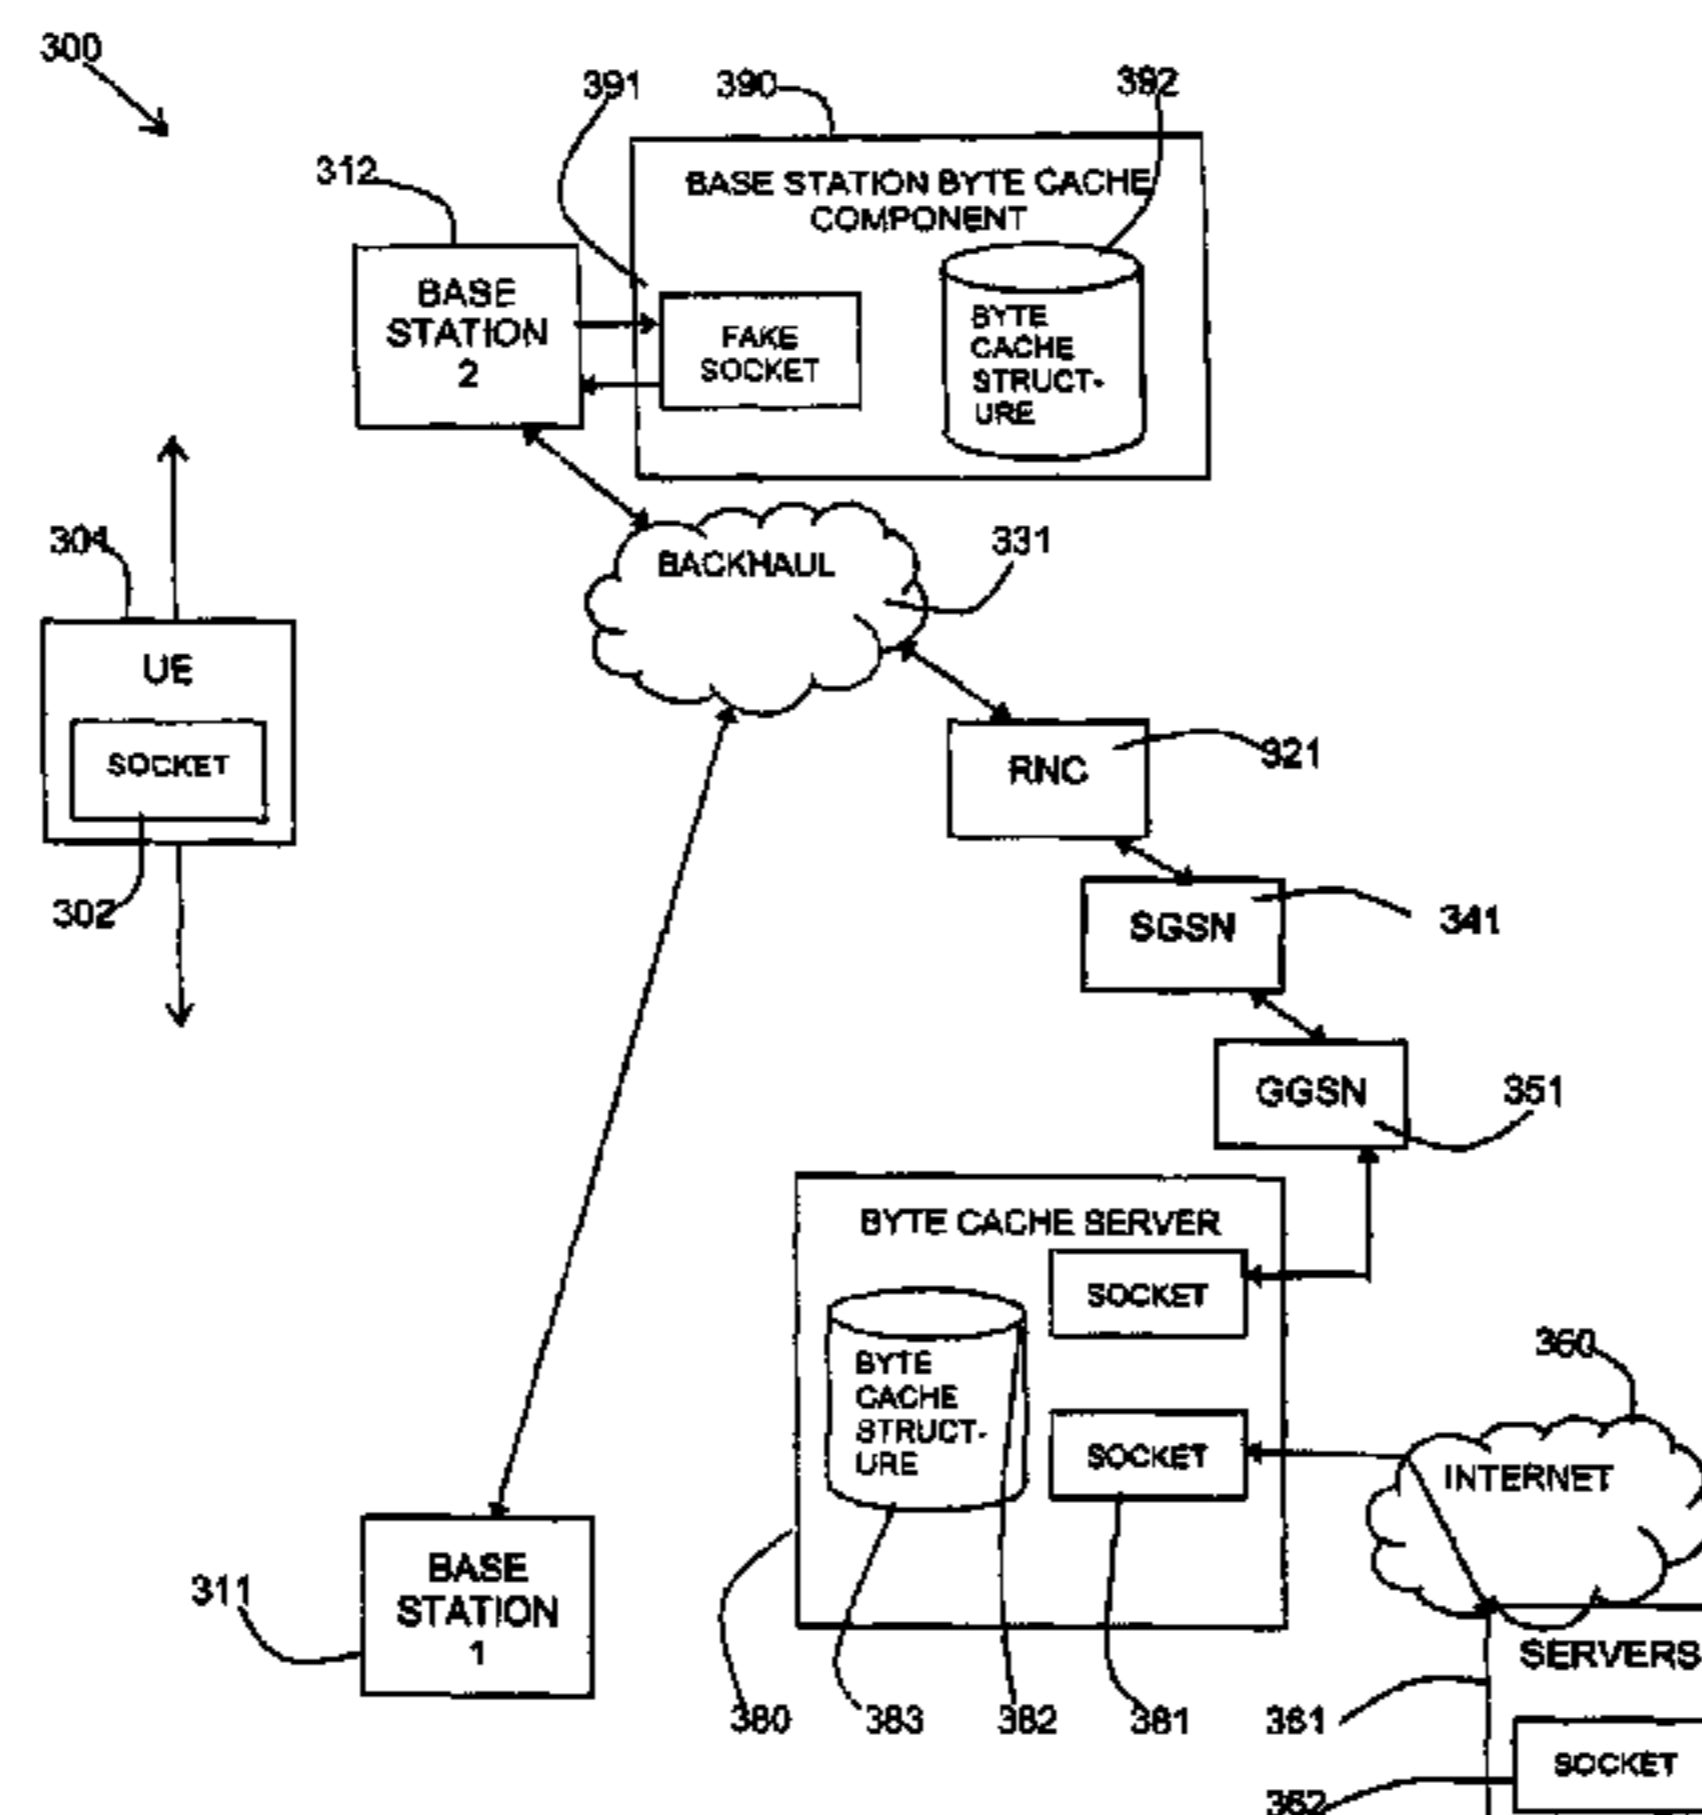 300
391
390
392
312
BASE STATION BYTE CACHE
COMPONENT
BASE
STATION
2
FAKE
SOCKET
BYTE
CACHE
STRUCT-
URE
301
BACKHAUL
331
UE
SOCKET
RNC
321
302
SGSN
341
GGSN
351
BYTE CACHE SERVER
SOCKET
BYTE
CACHE
STRUCT-
URE
360
SOCKET
INTERNET
311
BASE
STATION
1
SERVERS
380
383
382
381
361
SOCKET
362